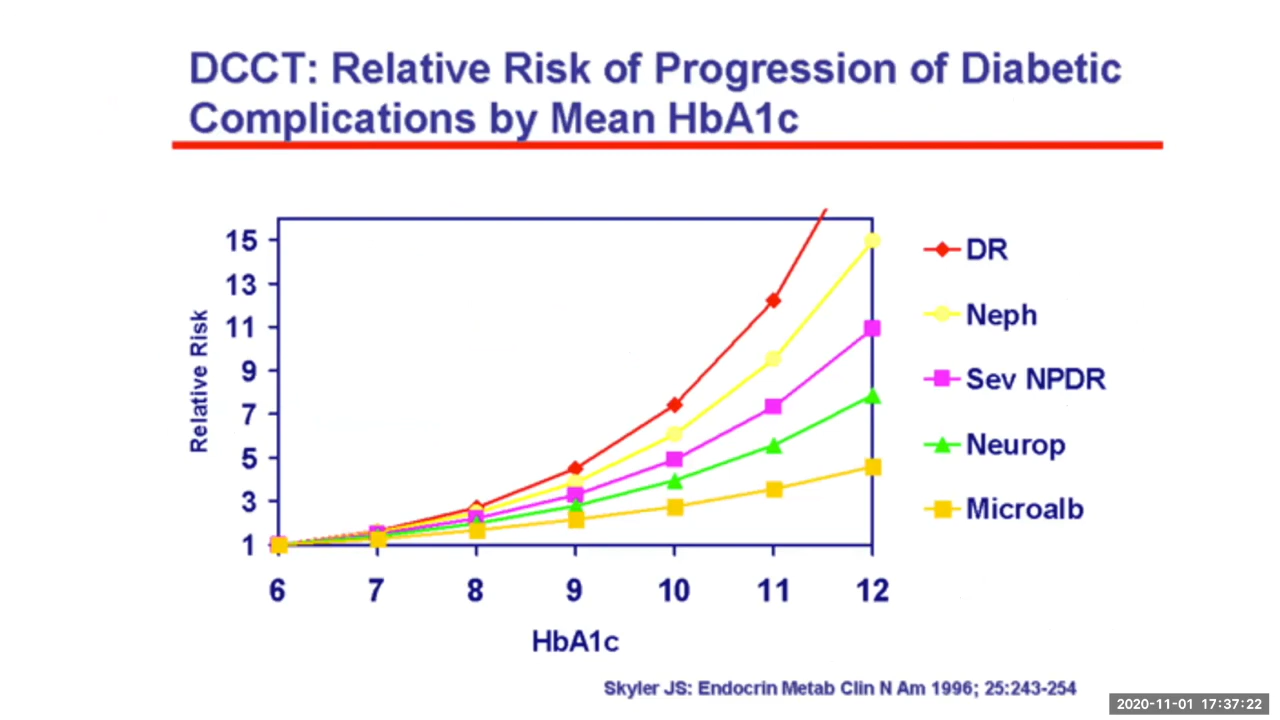 DCCT: Relative Risk of Progression of Diabetic
Complications by Mean HbA1c
15
13
11
9
7
5
3
1
Relative Risk
6 7 8 9 10 11 12
HbA1c
DR
Neph
Sev NPDR
Neurop
Microalb
Skyler JS: Endocrin Metab Clin N Am 1996; 25:243-254
2020-11-01 17:37:22